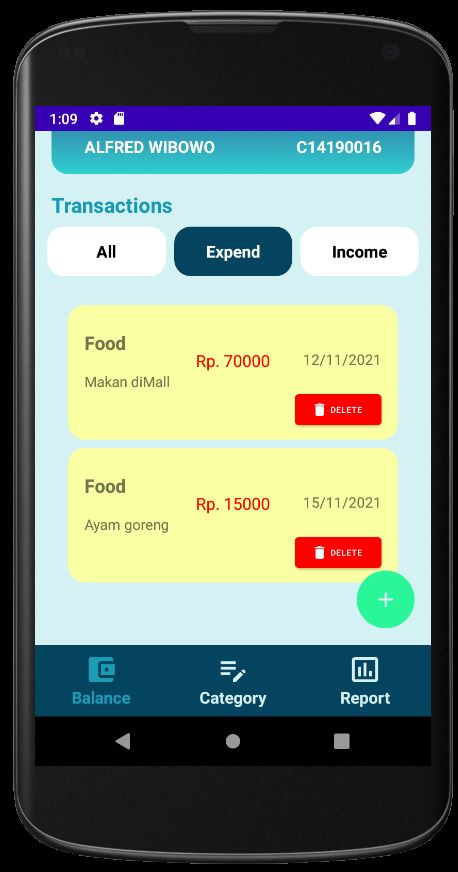 1:09
ALFRED WIBOWO C14190016
Transactions
All Expend Income
Food
Rp. 70000 12/11/2021
Makan diMall
DELETE
Food
Rp. 15000 15/11/2021
Ayam goreng
DELETE
+
Balance Category Report